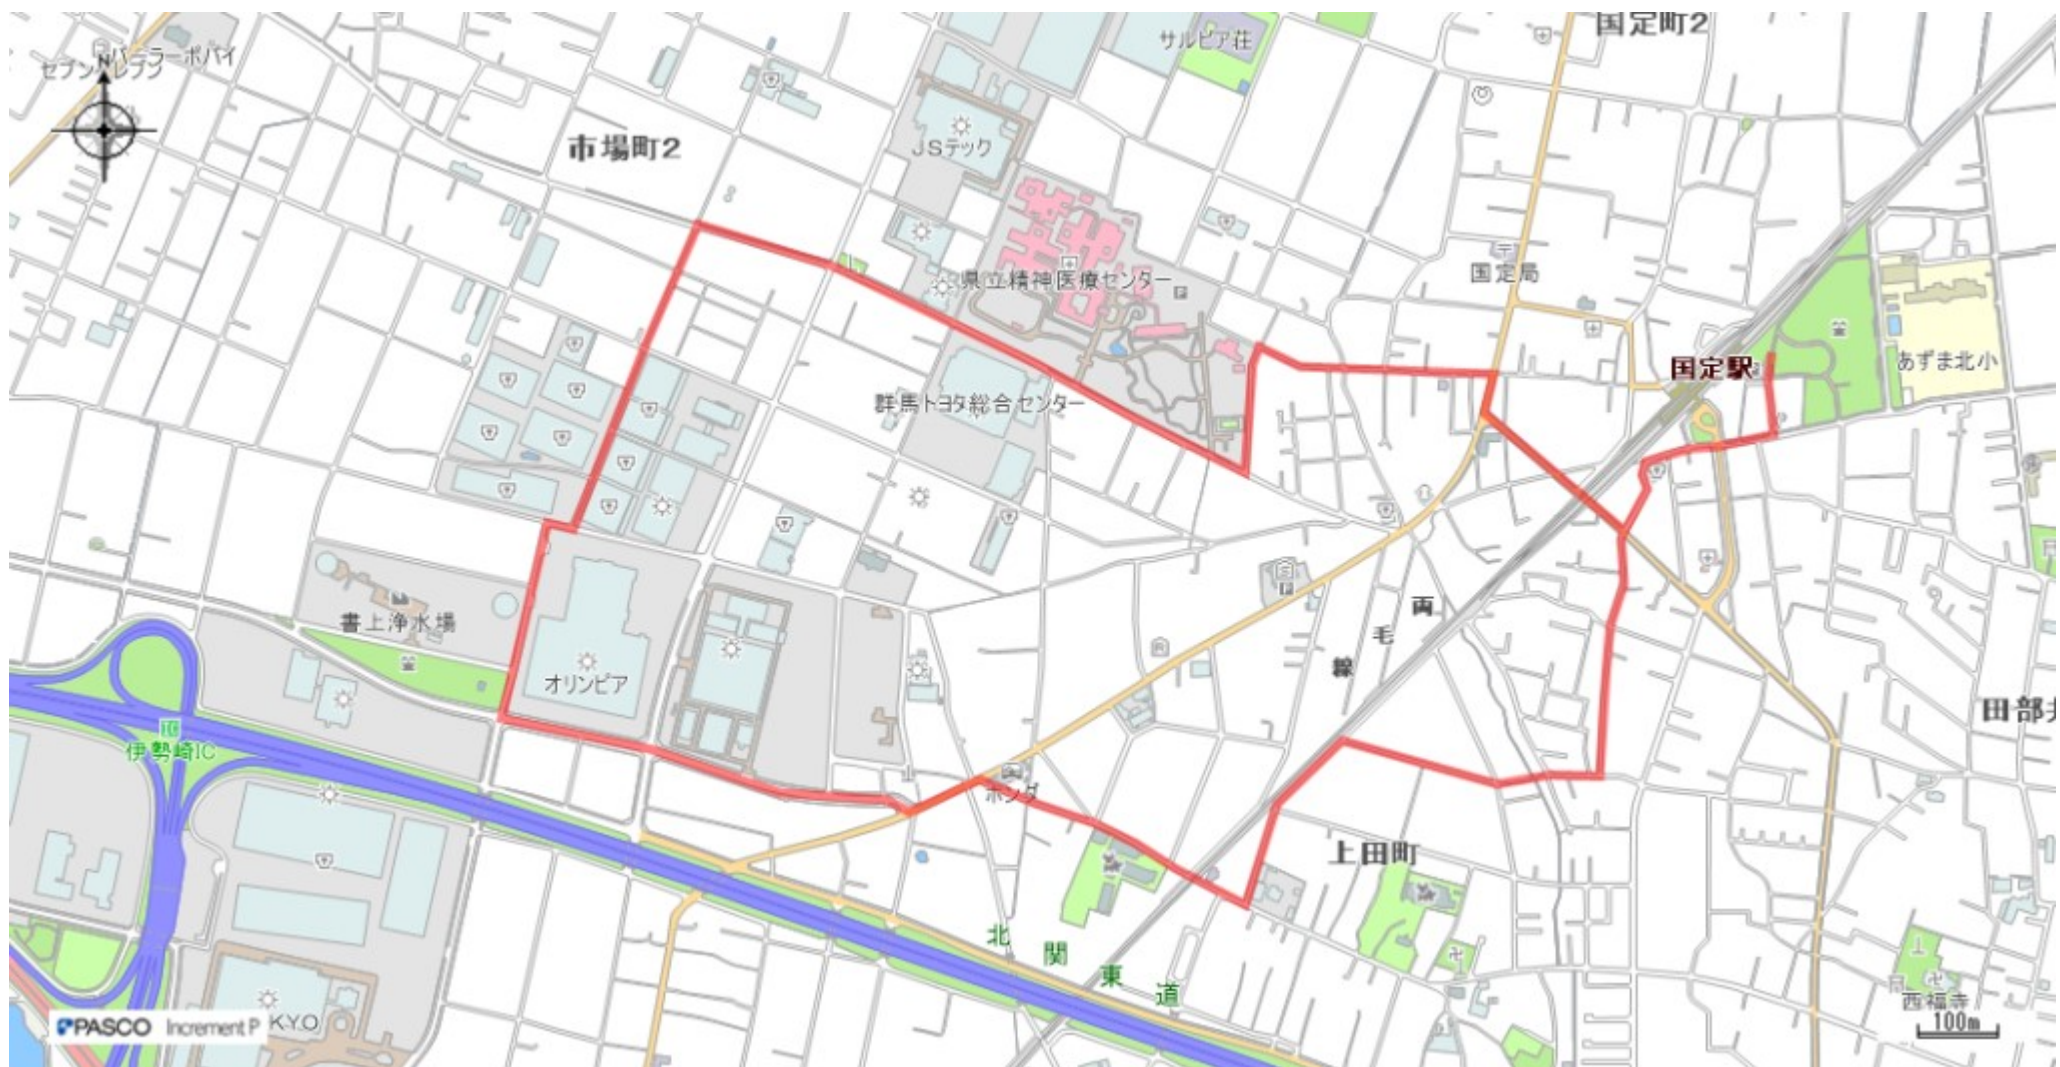 国定町2
サルビア荘
パーラーポパイ
セブンイレブン
N
市場町2
JSテック
国定局
県立精神医療センター
国定駅
あずま北小
群馬トヨタ総合センター
書上浄水場
両毛線
オリンピア
田部井
伊勢崎IC
ホンダ
上田町
北関東道
西福寺
100m
PASCO Increment P
KYO